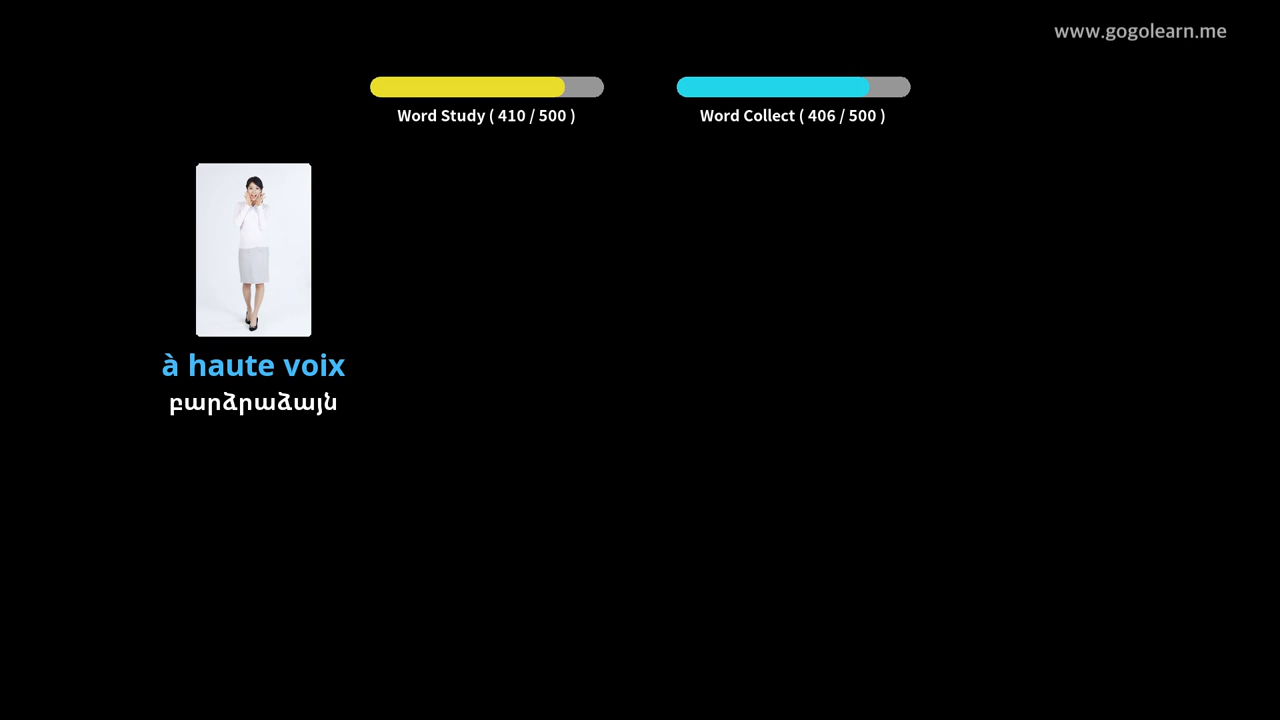 www.gogolearn.me
Word Study ( 410 / 500 )
Word Collect ( 406 / 500 )
à haute voix
բարձրաձայն